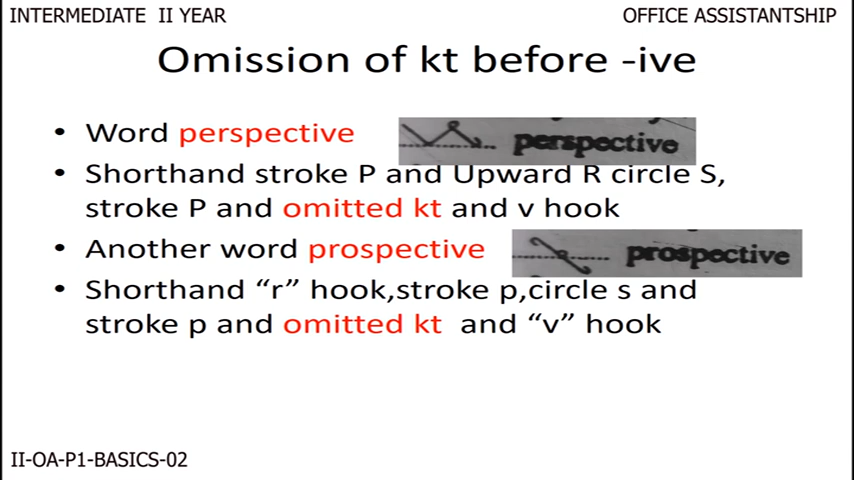 INTERMEDIATE II YEAR
OFFICE ASSISTANTSHIP
Omission of kt before -ive
• Word perspective
perspective
• Shorthand stroke P and Upward R circle S,
stroke P and omitted kt and v hook
• Another word prospective
prospective
• Shorthand “r” hook,stroke p,circle s and
stroke p and omitted kt and “v” hook
II-OA-P1-BASICS-02